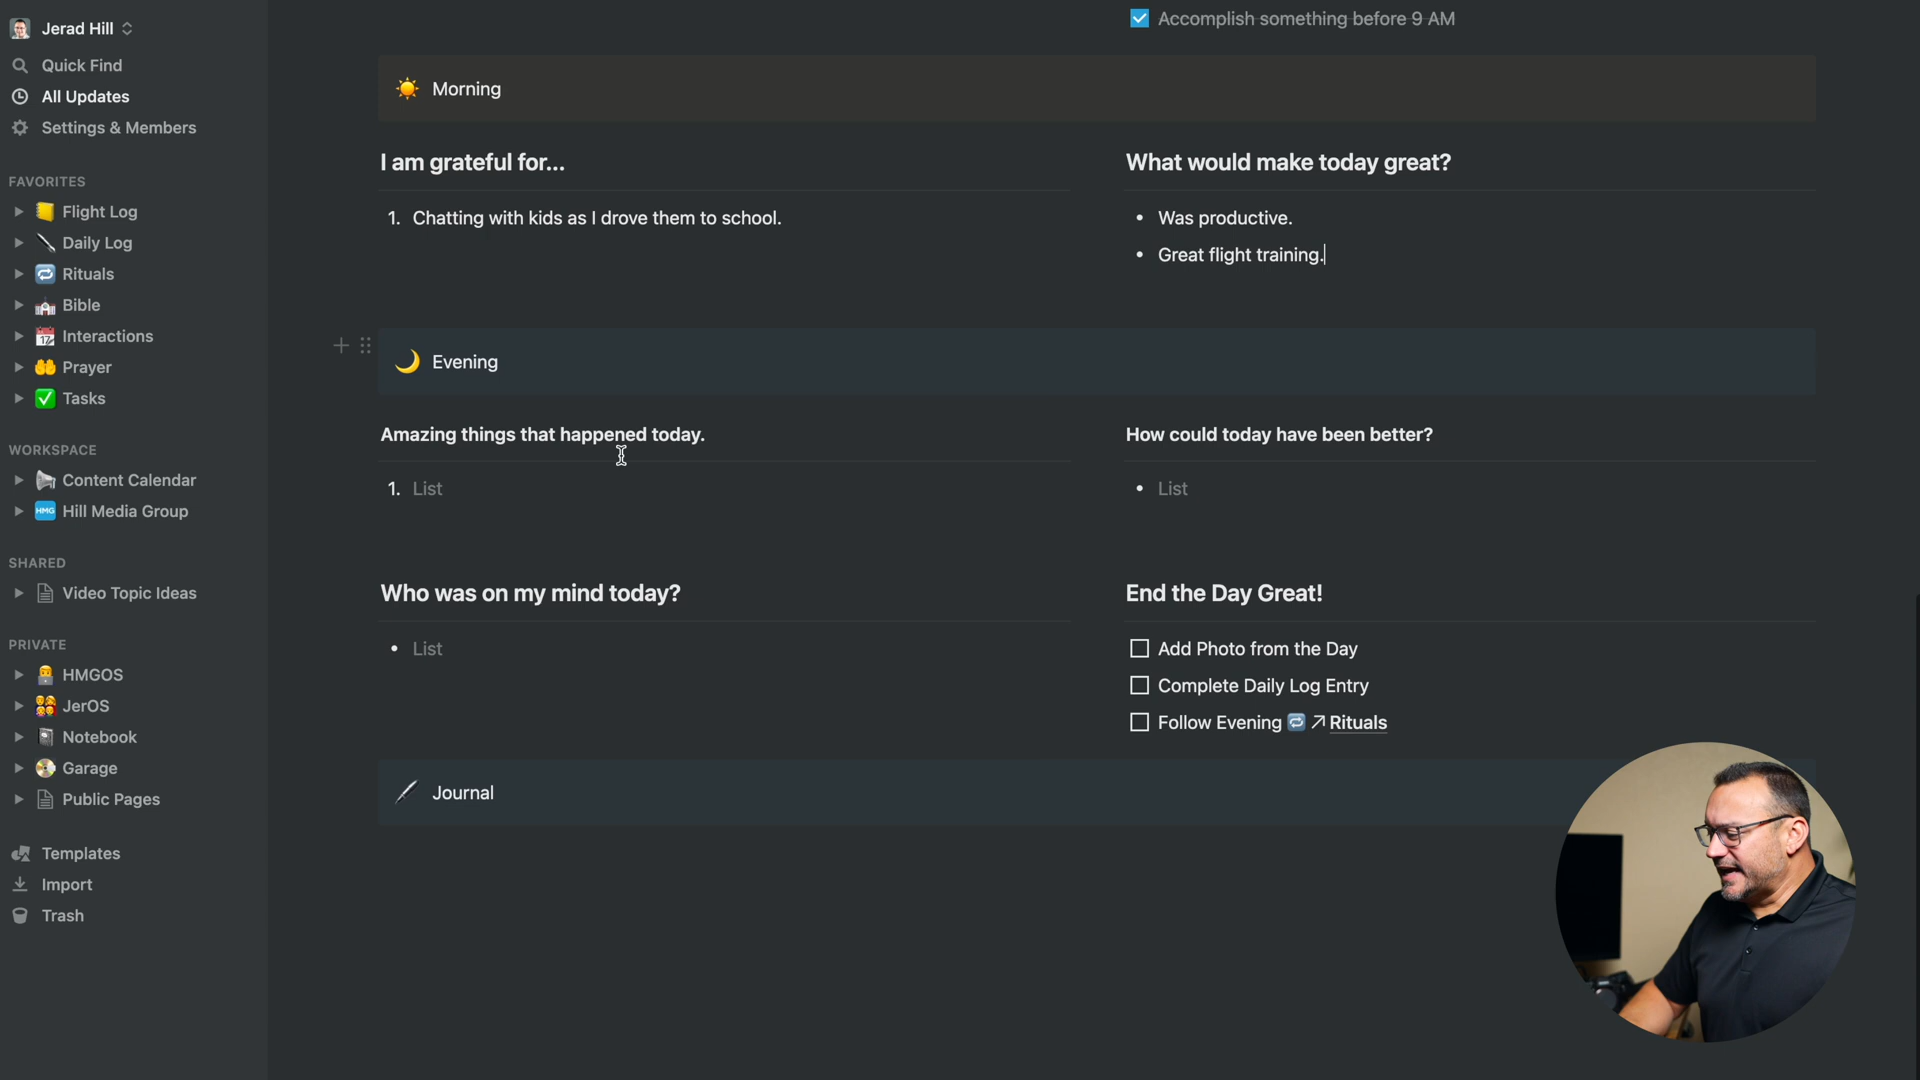 Jerad Hill
Quick Find
All Updates
Settings & Members
FAVORITES
Flight Log
Daily Log
Rituals
Bible
Interactions
Prayer
Tasks
WORKSPACE
Content Calendar
HMG Hill Media Group
SHARED
Video Topic Ideas
PRIVATE
HMGOS
JerOS
Notebook
Garage
Public Pages
Templates
Import
Trash
Accomplish something before 9 AM
Morning
I am grateful for...
1. Chatting with kids as I drove them to school.
What would make today great?
• Was productive.
• Great flight training.
Evening
Amazing things that happened today.
1. List
How could today have been better?
• List
Who was on my mind today?
• List
End the Day Great!
Add Photo from the Day
Complete Daily Log Entry
Follow Evening Rituals
Journal